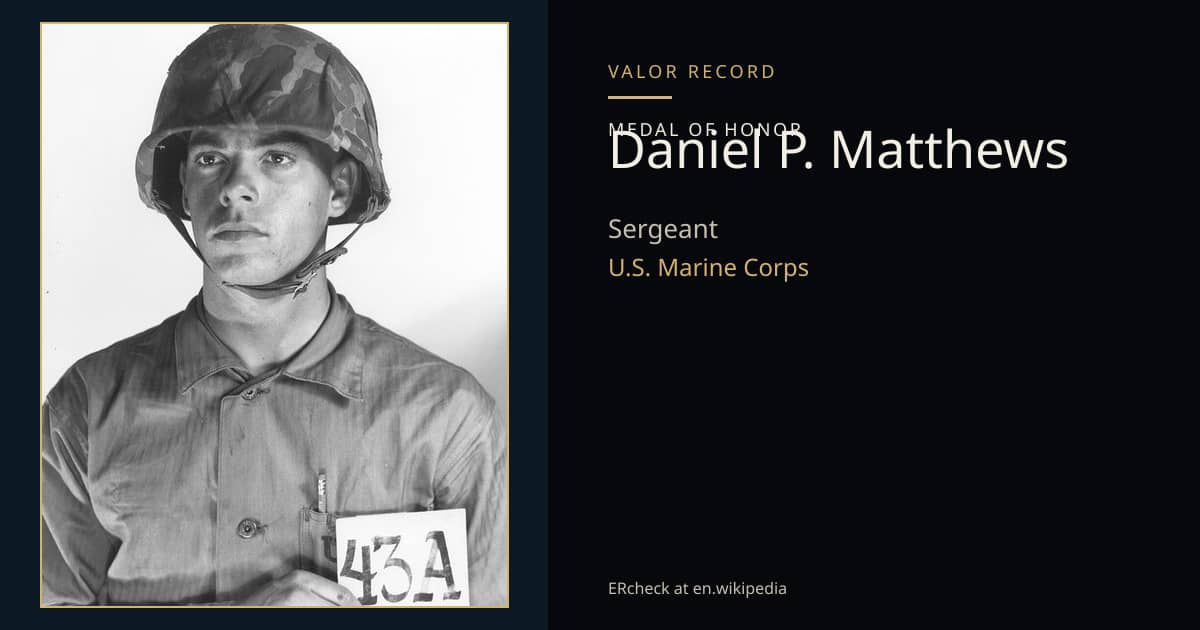 VALOR RECORD
MEDAL OF HONOR
Daniel P. Matthews
Sergeant
U.S. Marine Corps
43A
ERcheck at en.wikipedia